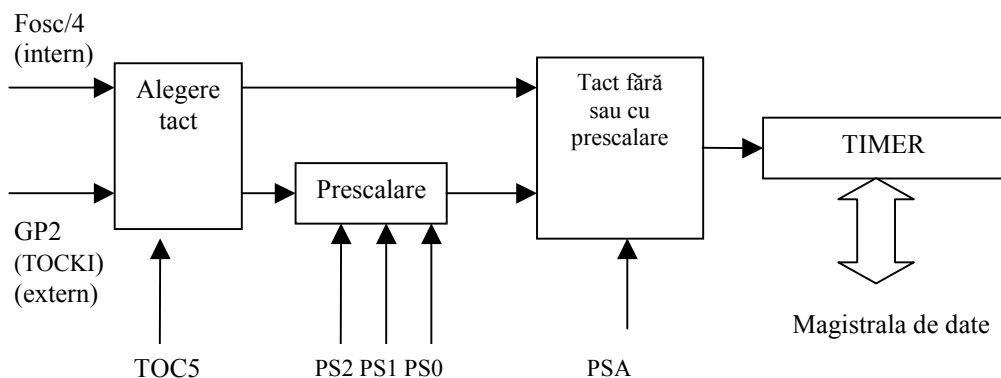 Fosc/4
(intern)
Alegere
tact
Tact fără
sau cu
prescalare
TIMER
Prescalare
GP2
(TOCKI)
(extern)
Magistrala de date
TOC5
PS2 PS1 PS0
PSA